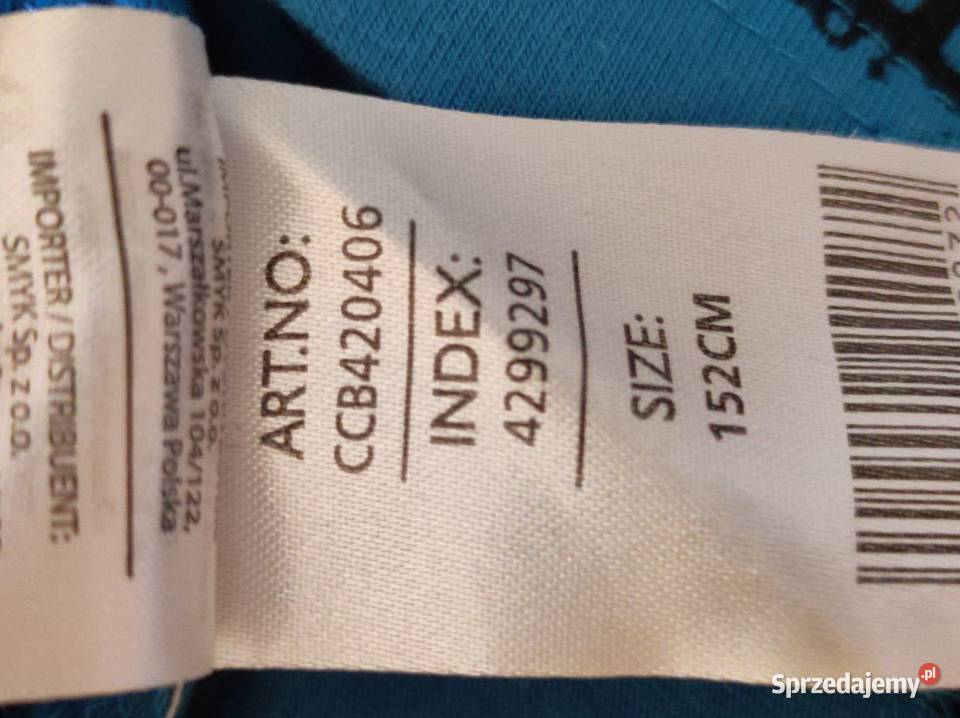 IMPORTER / DISTRIBUENT:
SMYK Sp. z o.o.
SMYK Sp. z o.o.
ul.Marszałkowska 104/122,
00-017, Warszawa Polska
ART.NO:
CCB420406
INDEX:
4299297
SIZE:
152CM
Sprzedajemy.pl